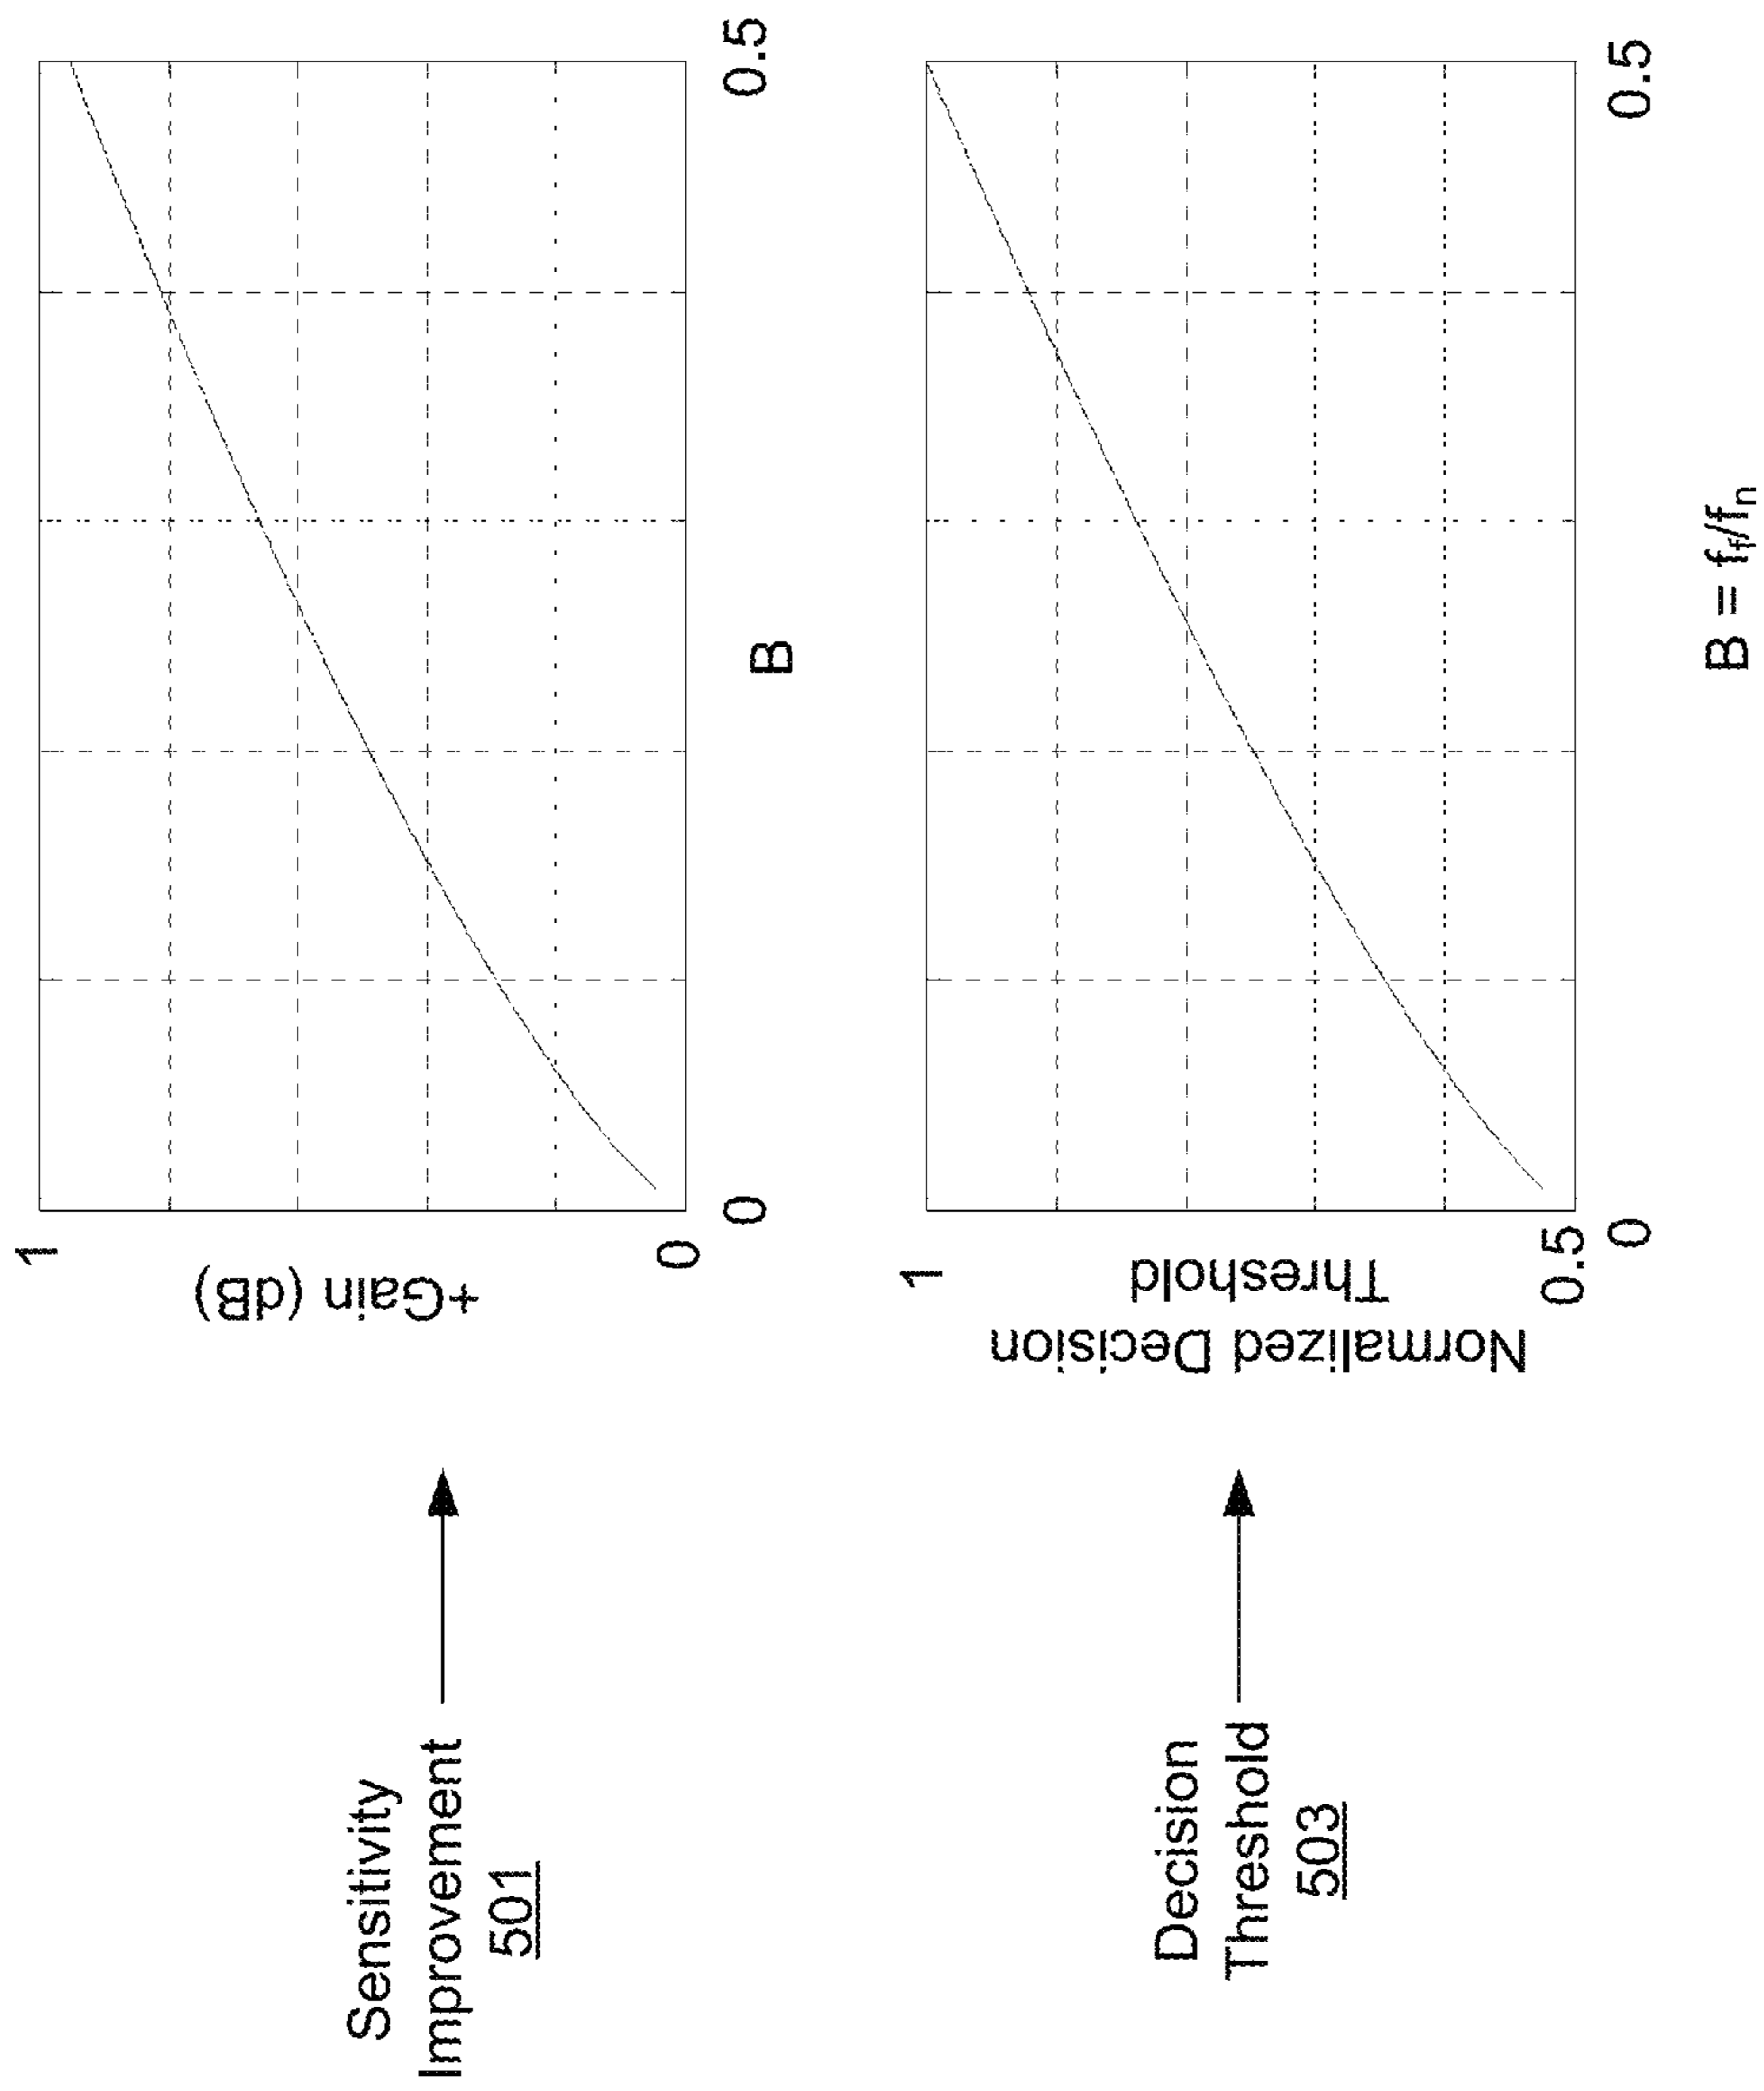 Sensitivity
Improvement
501
+Gain (dB)
1
0
0
0.5
B
Decision
Threshold
503
Normalized Decision
Threshold
1
0.5
0
0.5
B = f_f/f_n